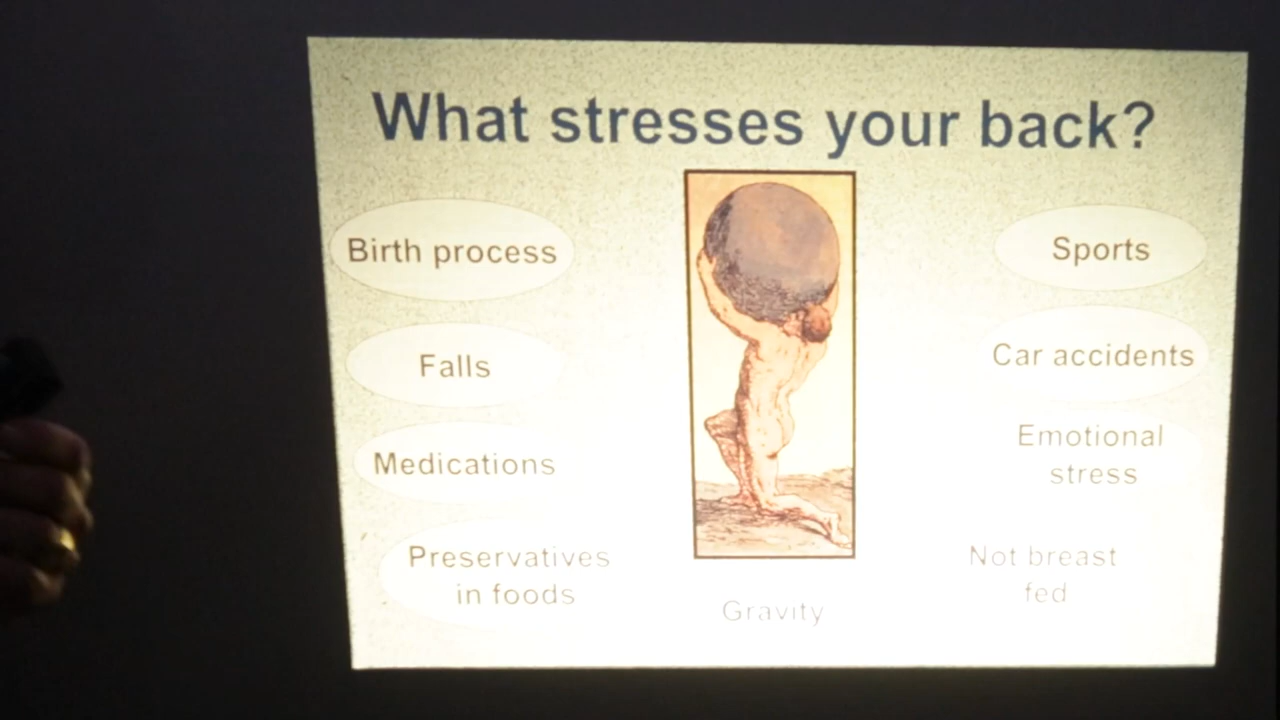 What stresses your back?
Birth process
Falls
Medications
Preservatives
in foods
Gravity
Sports
Car accidents
Emotional
stress
Not breast
fed